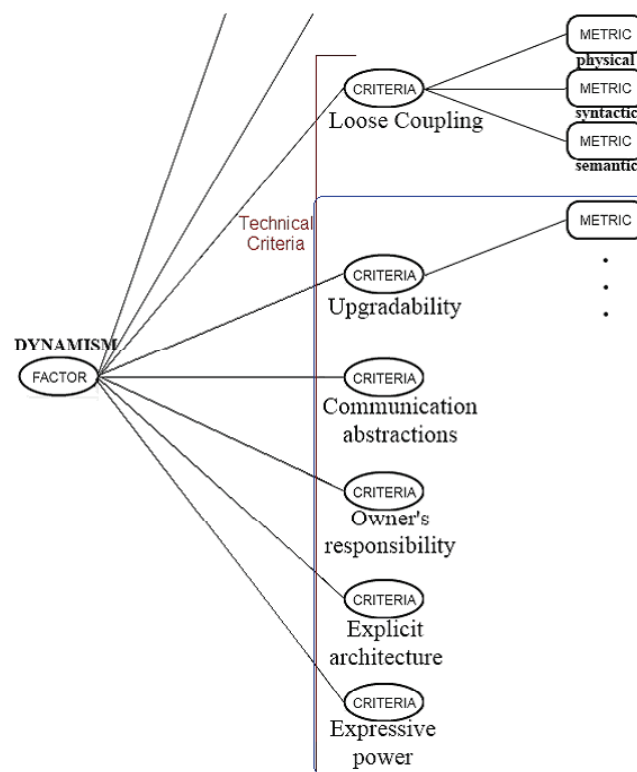 METRIC
physical
CRITERIA
METRIC
Loose Coupling
syntactic
METRIC
semantic
Technical
Criteria
METRIC
CRITERIA
Upgradability
DYNAMISM
FACTOR
CRITERIA
Communication
abstractions
CRITERIA
Owner's
responsibility
CRITERIA
Explicit
architecture
CRITERIA
Expressive
power